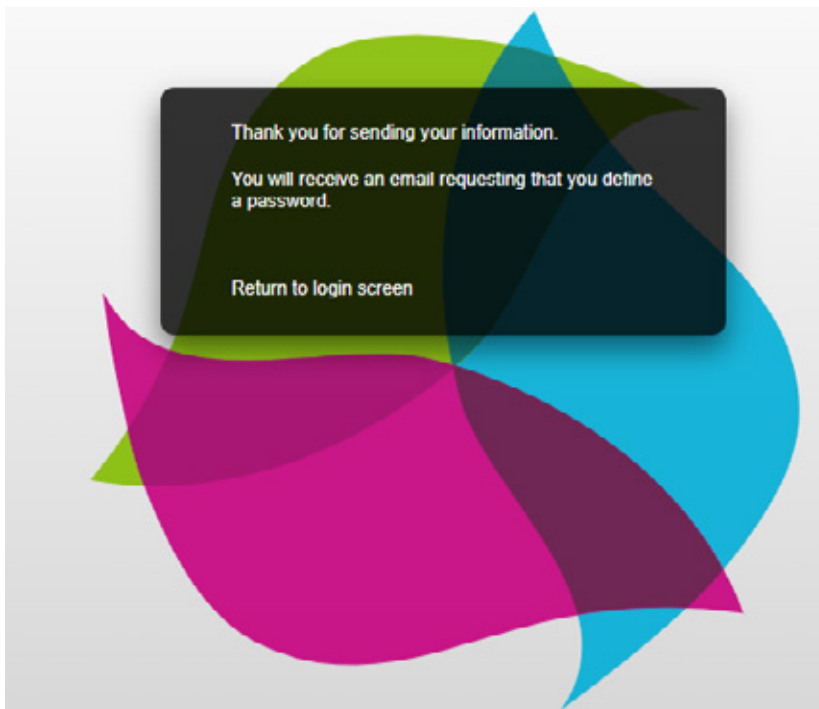 Thank you for sending your information.
You will receive an email requesting that you define
a password.
Return to login screen